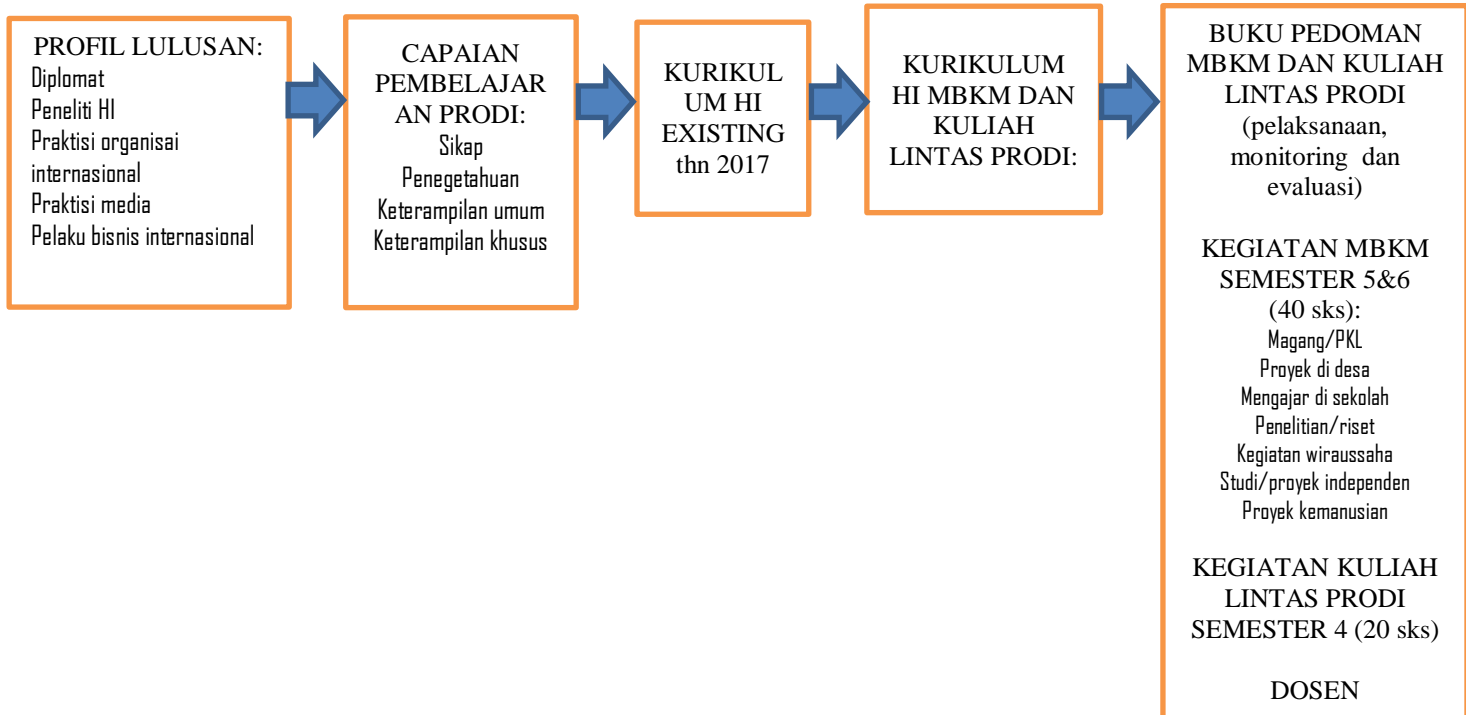 PROFIL LULUSAN:
Diplomat
Peneliti HI
Praktisi organisai
internasional
Praktisi media
Pelaku bisnis internasional
CAPAIAN
PEMBELAJAR
AN PRODI:
Sikap
Penegetahuan
Keterampilan umum
Keterampilan khusus
KURIKUL
UM HI
EXISTING
thn 2017
KURIKULUM
HI MBKM DAN
KULIAH
LINTAS PRODI:
BUKU PEDOMAN
MBKM DAN KULIAH
LINTAS PRODI
(pelaksanaan,
monitoring dan
evaluasi)
KEGIATAN MBKM
SEMESTER 5&6
(40 sks):
Magang/PKL
Proyek di desa
Mengajar di sekolah
Penelitian/riset
Kegiatan wiraussaha
Studi/proyek independen
Proyek kemanusian
KEGIATAN KULIAH
LINTAS PRODI
SEMESTER 4 (20 sks)
DOSEN